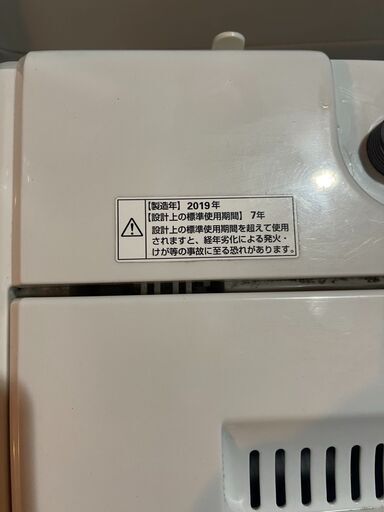 【製造年】2019年
【設計上の標準使用期間】 7年
設計上の標準使用期間を超えて使用
されますと、経年劣化による発火・
けが等の事故に至る恐れがあります。